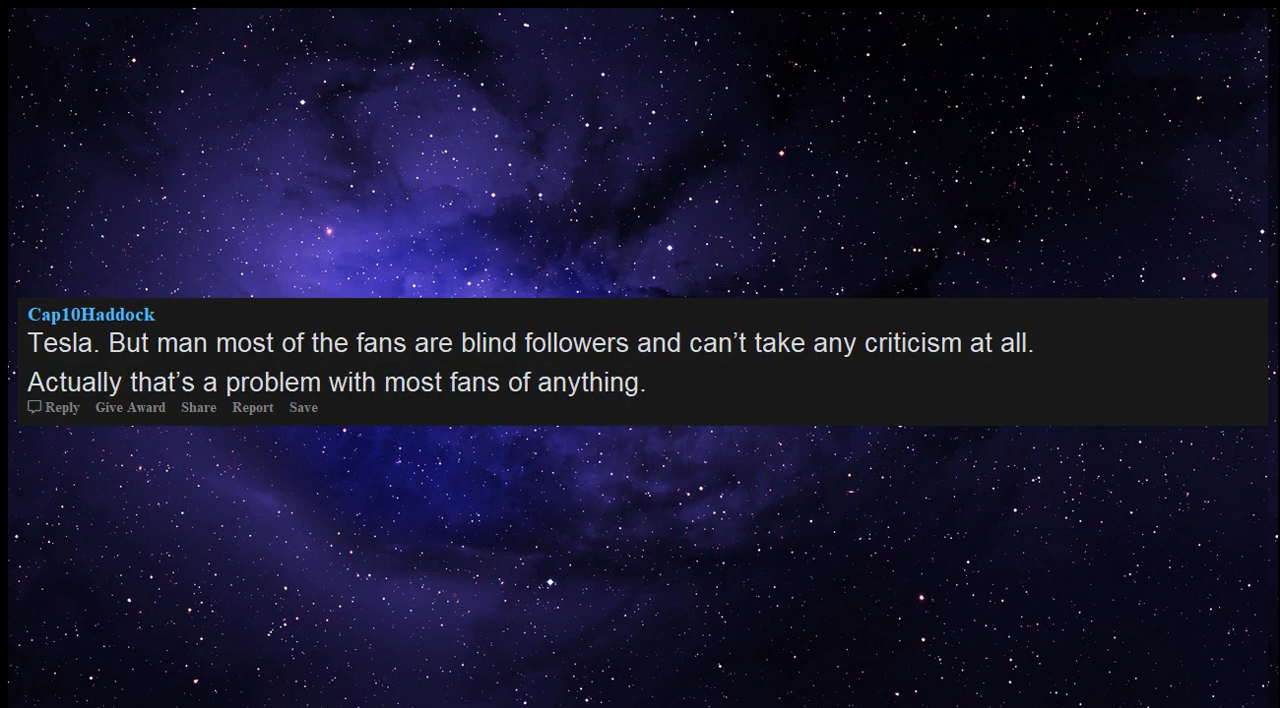 Cap10Haddock
Tesla. But man most of the fans are blind followers and can’t take any criticism at all.
Actually that’s a problem with most fans of anything.
Reply Give Award Share Report Save